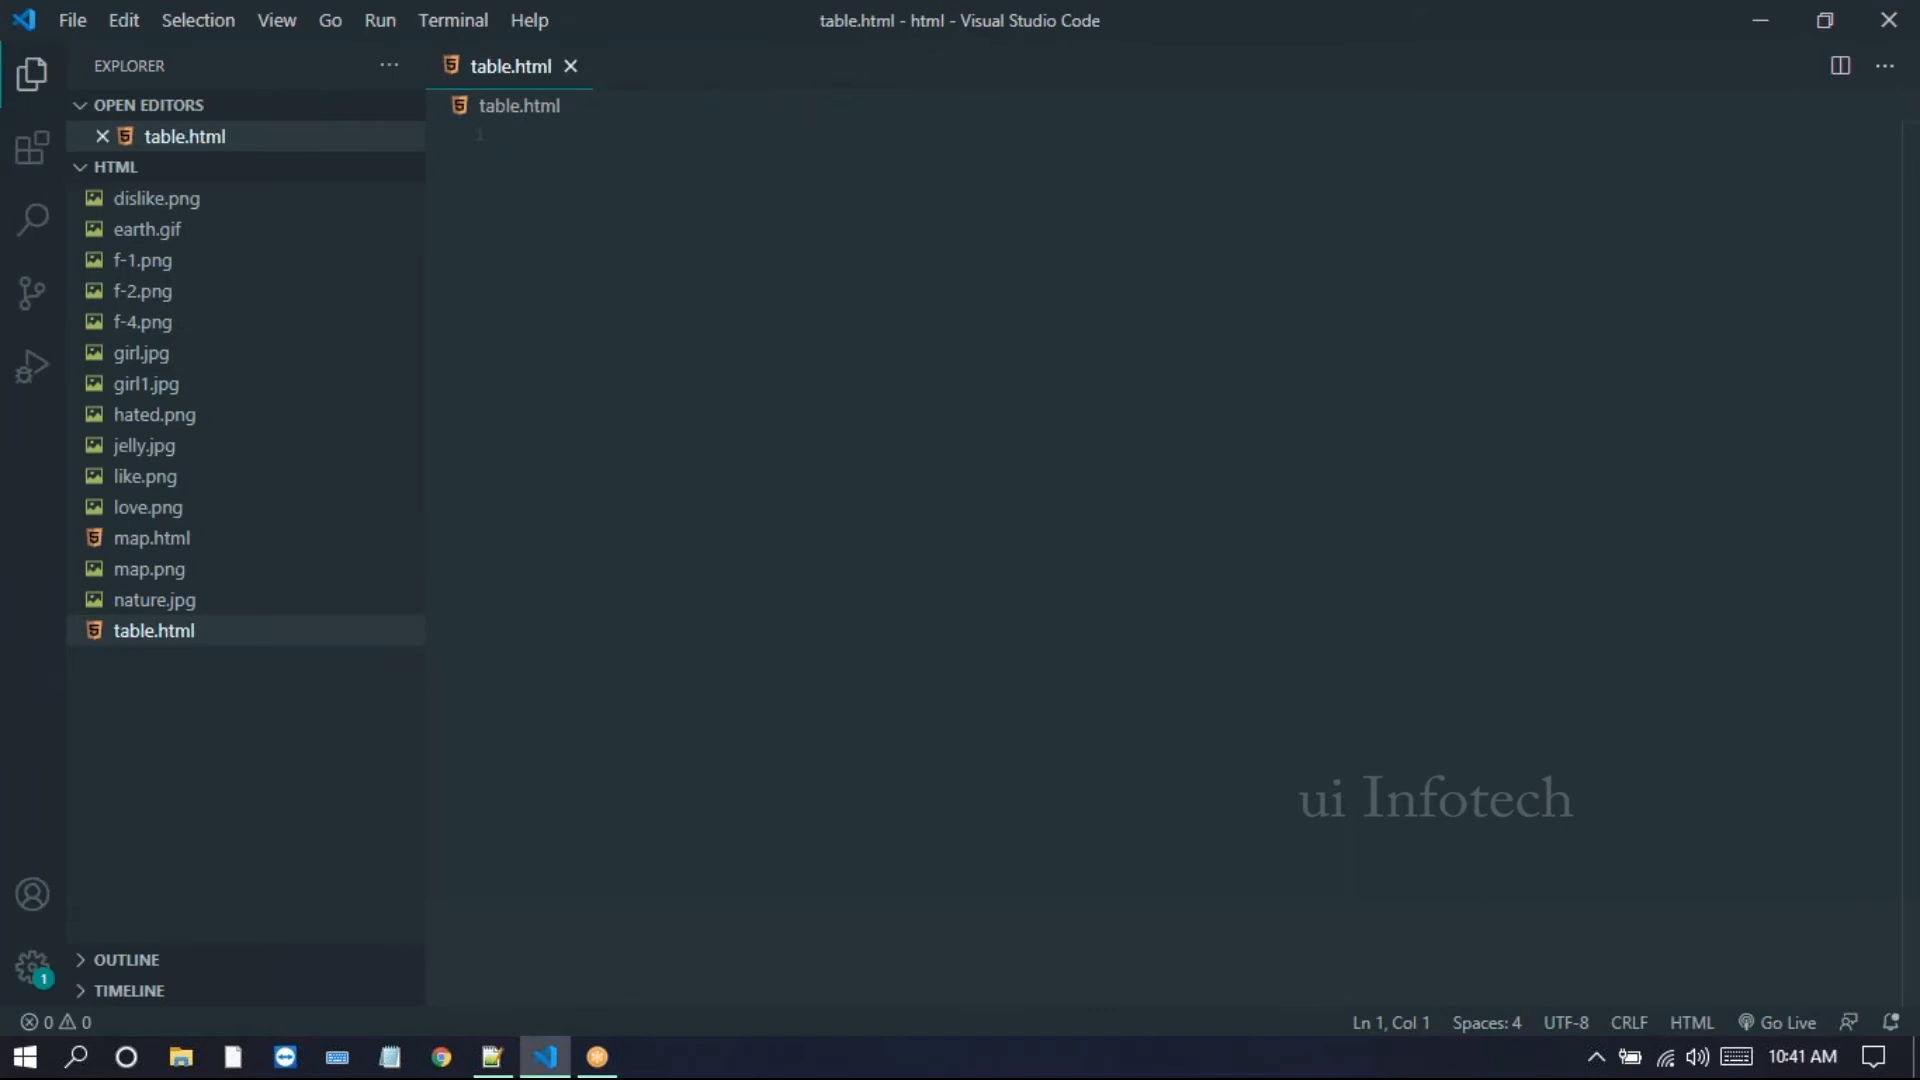 File Edit Selection View Go Run Terminal Help
table.html - html - Visual Studio Code
EXPLORER
table.html
OPEN EDITORS
table.html
table.html
1
HTML
dislike.png
earth.gif
f-1.png
f-2.png
f-4.png
girl.jpg
girl1.jpg
hated.png
jelly.jpg
like.png
love.png
map.html
map.png
nature.jpg
table.html
ui Infotech
OUTLINE
1
TIMELINE
0 0
Ln 1, Col 1 Spaces: 4 UTF-8 CRLF HTML Go Live
10:41 AM